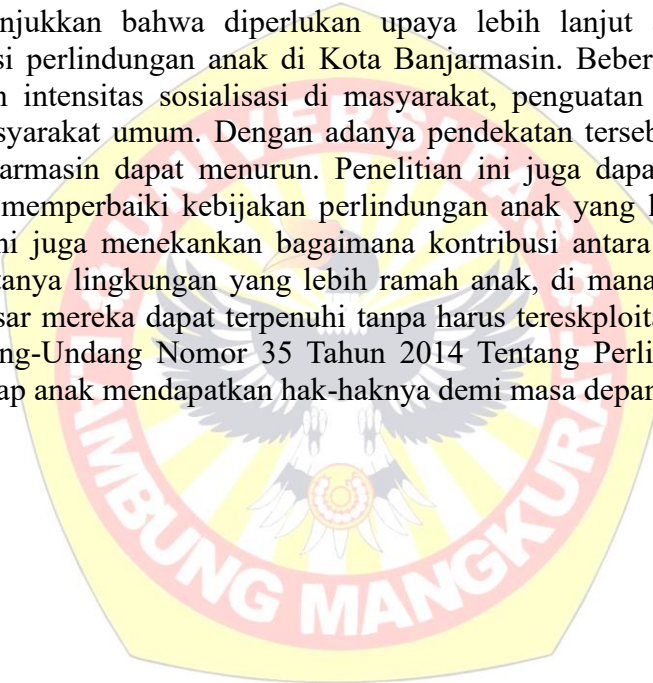 njukkan bahwa diperlukan upaya lebih lanjut
si perlindungan anak di Kota Banjarmasin. Beber
n intensitas sosialisasi di masyarakat, penguatan
syarakat umum. Dengan adanya pendekatan terseb
armasin dapat menurun. Penelitian ini juga dapa
memperbaiki kebijakan perlindungan anak yang
ni juga menekankan bagaimana kontribusi antara
tanya lingkungan yang lebih ramah anak, di mana
sar mereka dapat terpenuhi tanpa harus tereskploita
ng-Undang Nomor 35 Tahun 2014 Tentang Perli
ap anak mendapatkan hak-haknya demi masa depan
UNIVERSITAS
LAMBUNG MANGKURAT